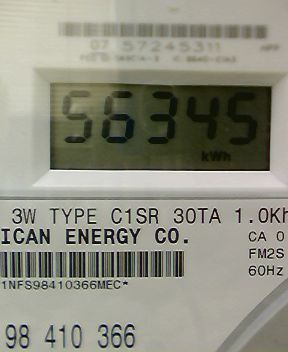 07 57245311
56345
kWh
3W TYPE C1SR 30TA 1.0Kh
ICAN ENERGY CO.
CA 0
FM2S
60Hz
1NFS98410366MEC*
98 410 366